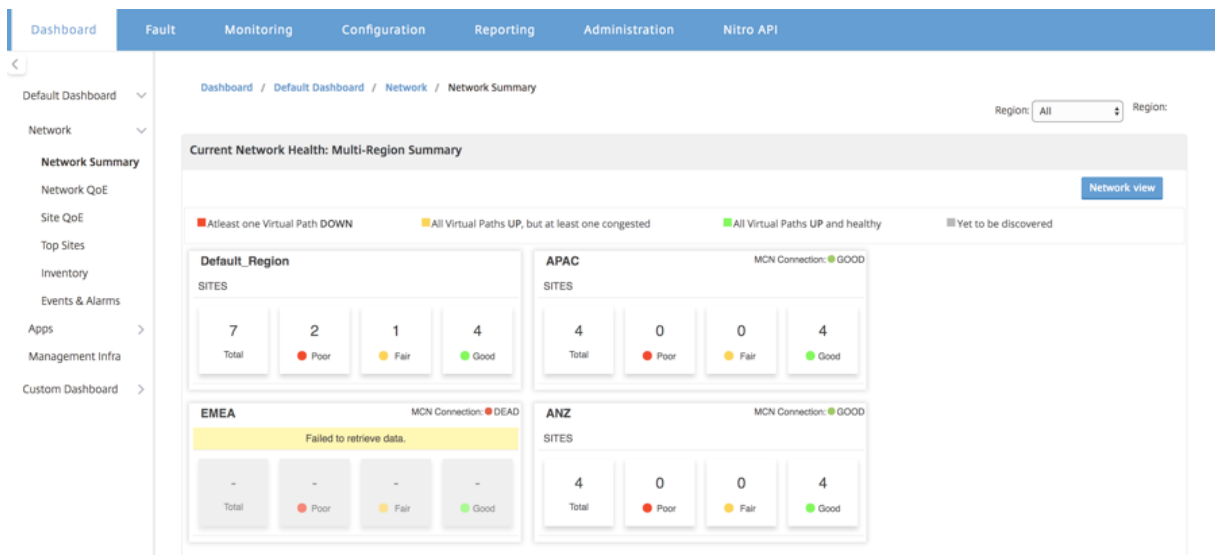 Dashboard Fault Monitoring Configuration Reporting Administration Nitro API
Default Dashboard
Network
Network Summary
Network QoE
Site QoE
Top Sites
Inventory
Events & Alarms
Apps
Management Infra
Custom Dashboard
Dashboard / Default Dashboard / Network / Network Summary
Region: All Region:
Current Network Health: Multi-Region Summary
Network view
Atleast one Virtual Path DOWN All Virtual Paths UP, but at least one congested All Virtual Paths UP and healthy Yet to be discovered
Default_Region
SITES
7 2 1 4
Total Poor Fair Good
APAC MCN Connection: GOOD
SITES
4 0 0 4
Total Poor Fair Good
EMEA MCN Connection: DEAD
Failed to retrieve data.
- - - -
Total Poor Fair Good
ANZ MCN Connection: GOOD
SITES
4 0 0 4
Total Poor Fair Good